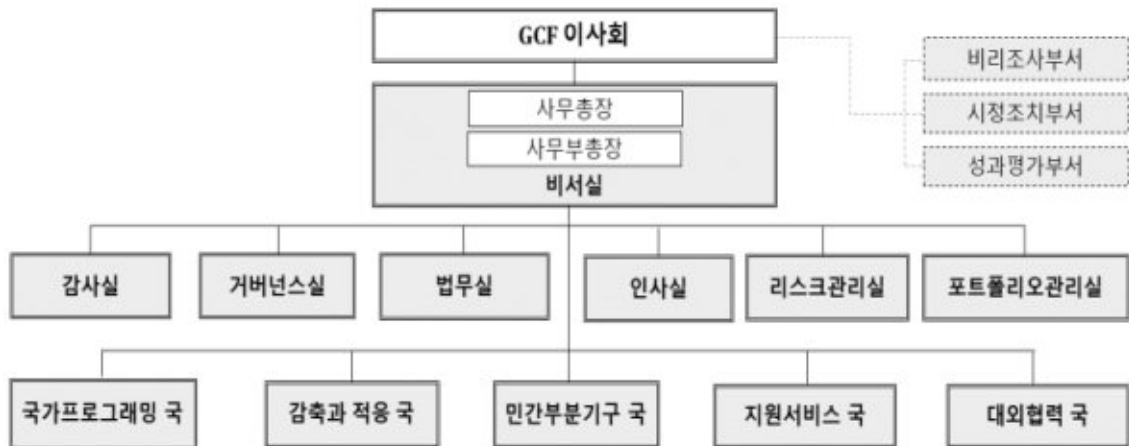 GCF 이사회
비리조사부서
시정조치부서
성과평가부서
사무총장
사무부총장
비서실
감사실
거버넌스실
법무실
인사실
리스크관리실
포트폴리오관리실
국가프로그래밍 국
감축과 적응 국
민간부분기구 국
지원서비스 국
대외협력 국